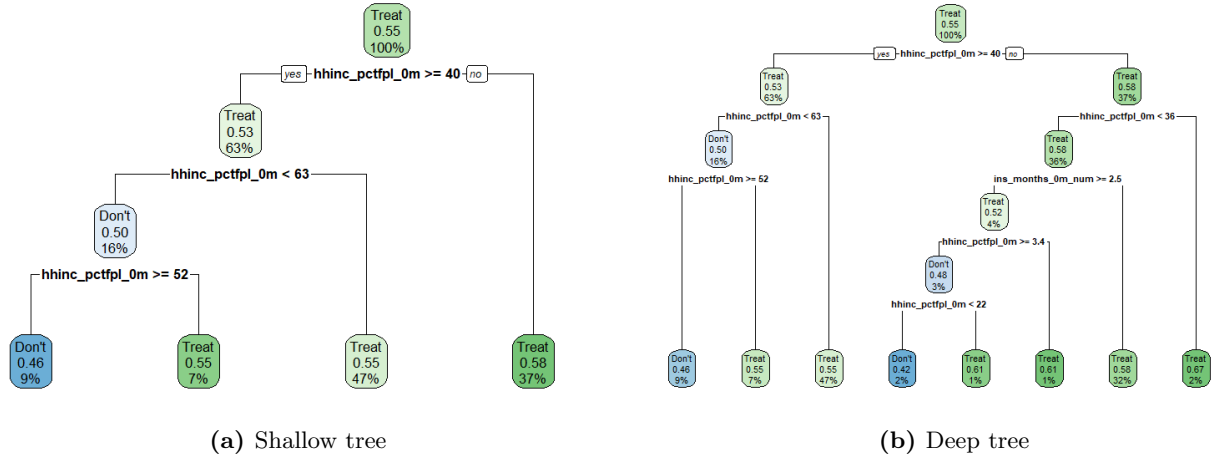 Treat
0.55
100%
yes
hhinc_pctfpl_0m >= 40
no
Treat
0.53
63%
hhinc_pctfpl_0m < 63
Don't
0.50
16%
hhinc_pctfpl_0m >= 52
Don't
0.46
9%
Treat
0.55
7%
Treat
0.55
47%
Treat
0.58
37%
(a) Shallow tree
Treat
0.55
100%
yes
hhinc_pctfpl_0m >= 40
no
Treat
0.53
63%
Treat
0.58
37%
hhinc_pctfpl_0m < 63
hhinc_pctfpl_0m < 36
Don't
0.50
16%
Treat
0.58
36%
hhinc_pctfpl_0m >= 52
ins_months_0m_num >= 2.5
Treat
0.52
4%
hhinc_pctfpl_0m >= 3.4
Don't
0.48
3%
hhinc_pctfpl_0m < 22
Don't
0.46
9%
Treat
0.55
7%
Treat
0.55
47%
Don't
0.42
2%
Treat
0.61
1%
Treat
0.61
1%
Treat
0.58
32%
Treat
0.67
2%
(b) Deep tree